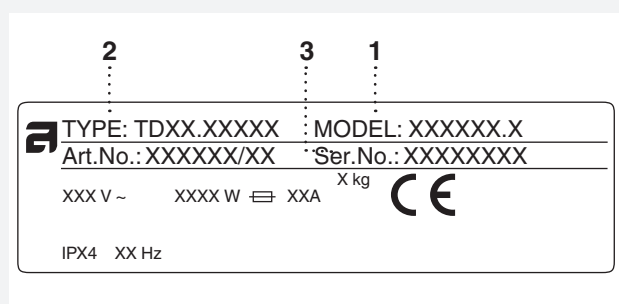 2 3 1
TYPE: TDXX.XXXXX MODEL: XXXXXX.X
Art.No.: XXXXXX/XX Ser.No.: XXXXXXXX
XXX V ~ XXXX W XXA X kg CE
IPX4 XX Hz